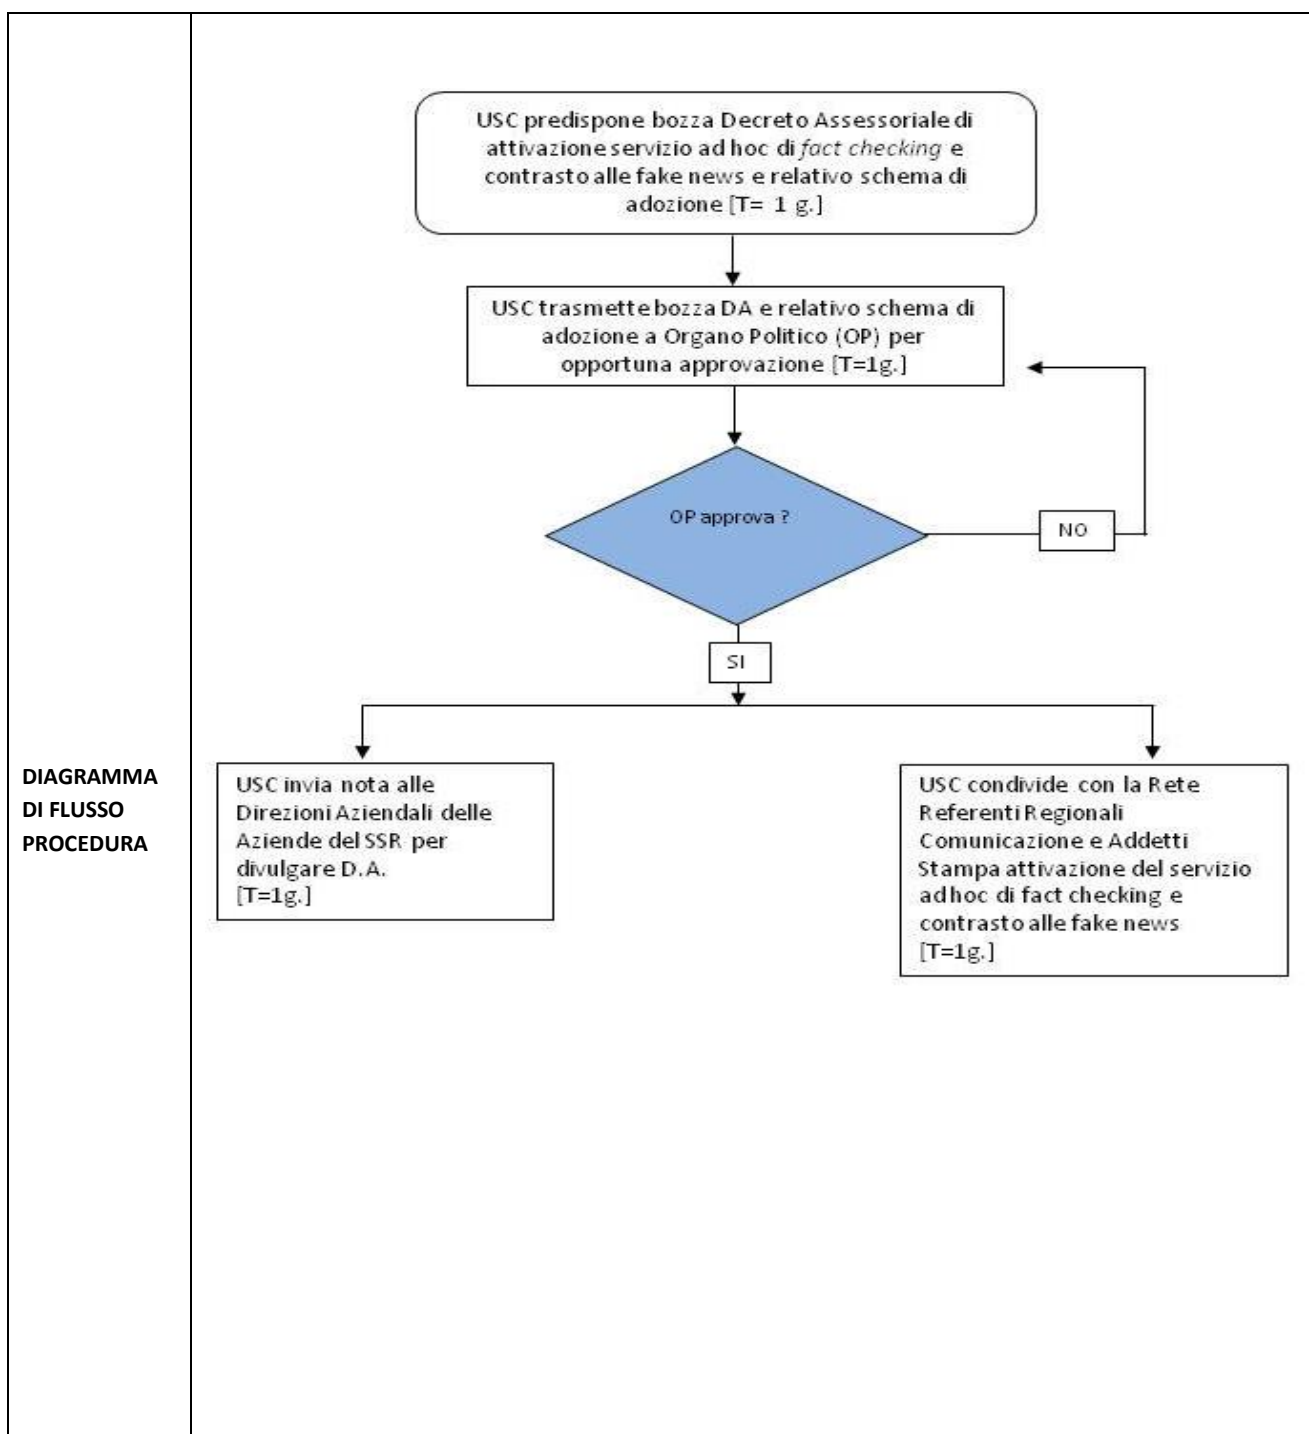 USC predispone bozza Decreto Assessoriale di
attivazione servizio ad hoc di fact checking e
contrasto alle fake news e relativo schema di
adozione [T= 1 g.]
USC trasmette bozza DA e relativo schema di
adozione a Organo Politico (OP) per
opportuna approvazione [T=1g.]
OP approva ?
NO
SI
DIAGRAMMA
DI FLUSSO
PROCEDURA
USC invia nota alle
Direzioni Aziendali delle
Aziende del SSR per
divulgare D.A.
[T=1g.]
USC condivide con la Rete
Referenti Regionali
Comunicazione e Addetti
Stampa attivazione del servizio
ad hoc di fact checking e
contrasto alle fake news
[T=1g.]